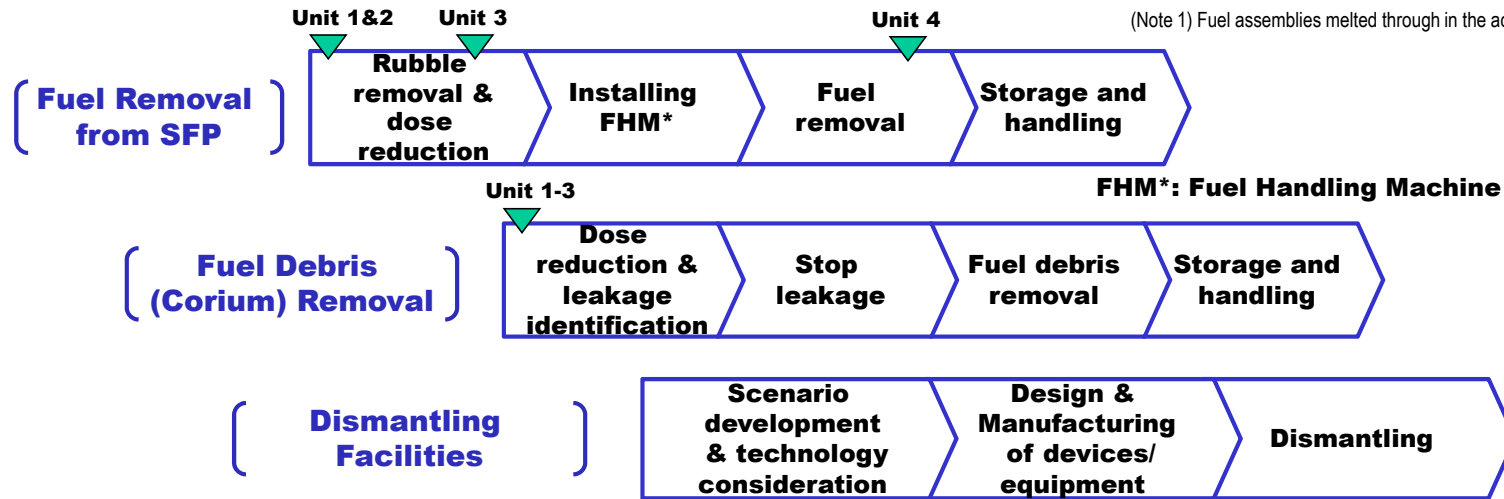 Unit 1&2
Unit 3
Unit 4
(Note 1) Fuel assemblies melted through in the
Fuel Removal
from SFP
Rubble
removal &
dose
reduction
Installing
FHM*
Fuel
removal
Storage and
handling
FHM*: Fuel Handling Machine
Unit 1-3
Fuel Debris
(Corium) Removal
Dose
reduction &
leakage
identification
Stop
leakage
Fuel debris
removal
Storage and
handling
Dismantling
Facilities
Scenario
development
& technology
consideration
Design &
Manufacturing
of devices/
equipment
Dismantling